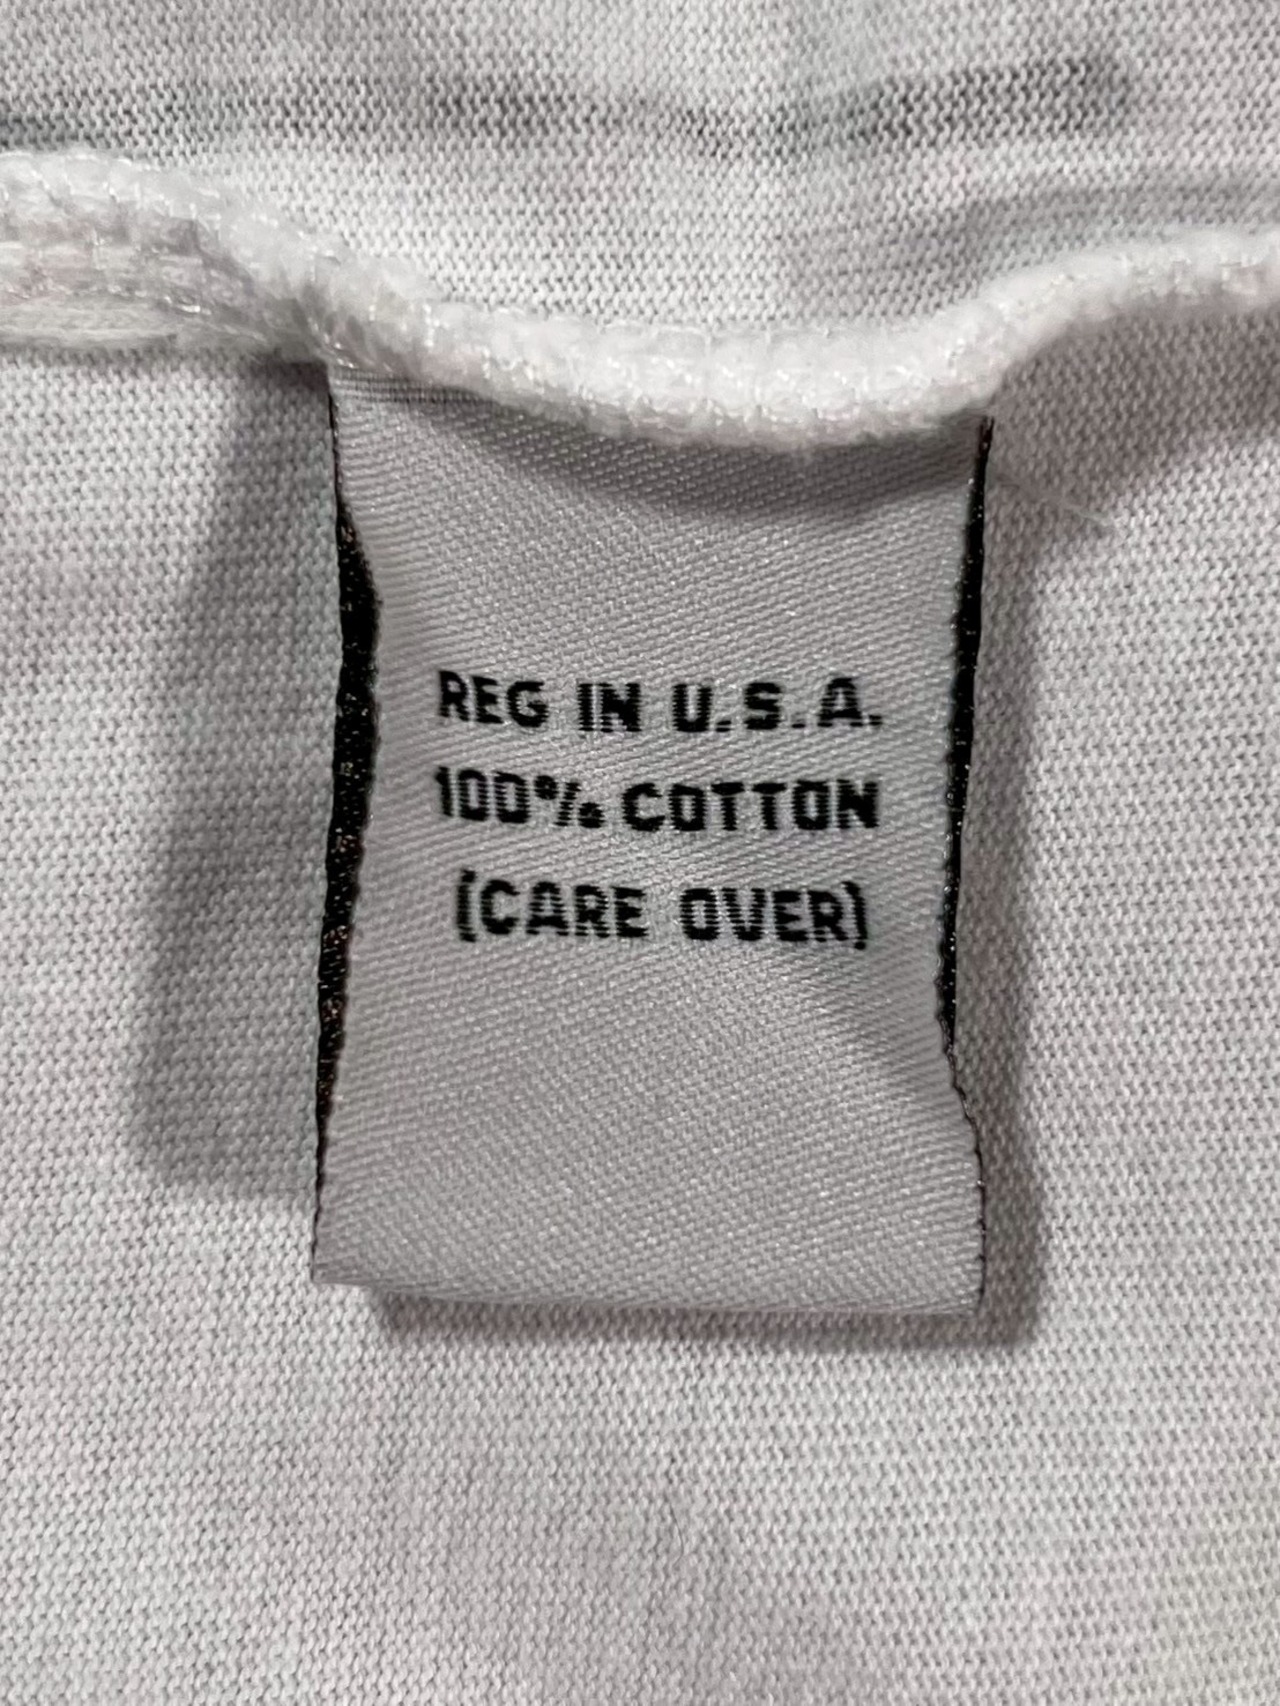 REG IN U.S.A.
100% COTTON
(CARE OVER)